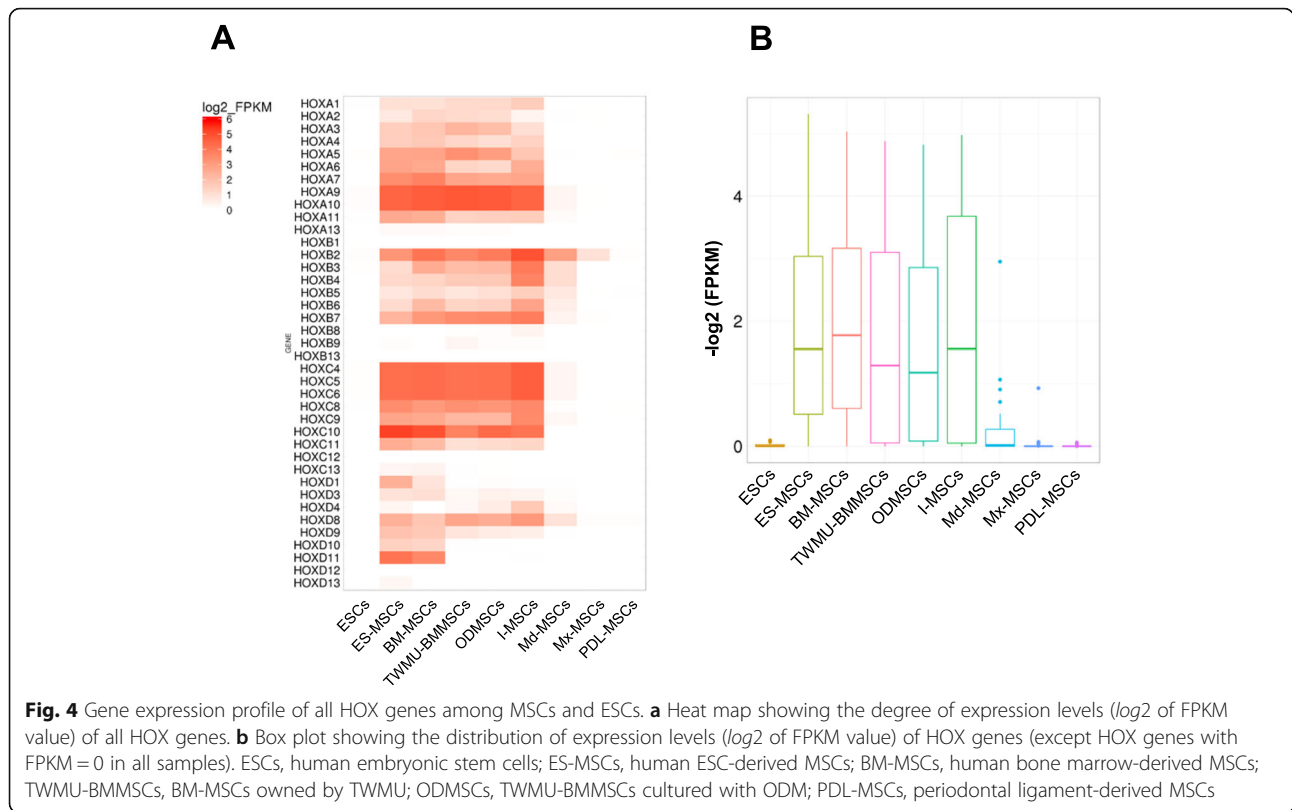 A
B
log2_FPKM
6
5
4
3
2
1
0
GENE
HOXA1
HOXA2
HOXA3
HOXA4
HOXA5
HOXA6
HOXA7
HOXA9
HOXA10
HOXA11
HOXA13
HOXB1
HOXB2
HOXB3
HOXB4
HOXB5
HOXB6
HOXB7
HOXB8
HOXB9
HOXB13
HOXC4
HOXC5
HOXC6
HOXC8
HOXC9
HOXC10
HOXC11
HOXC12
HOXC13
HOXD1
HOXD3
HOXD4
HOXD8
HOXD9
HOXD10
HOXD11
HOXD12
HOXD13
ESCs
ES-MSCs
BM-MSCs
TWMU-BMMSCs
ODMSCs
I-MSCs
Md-MSCs
Mx-MSCs
PDL-MSCs
-log2 (FPKM)
4
2
0
ESCs
ES-MSCs
BM-MSCs
TWMU-BMMSCs
ODMSCs
I-MSCs
Md-MSCs
Mx-MSCs
PDL-MSCs
Fig. 4 Gene expression profile of all HOX genes among MSCs and ESCs. a Heat map showing the degree of expression levels (log2 of FPKM
value) of all HOX genes. b Box plot showing the distribution of expression levels (log2 of FPKM value) of HOX genes (except HOX genes with
FPKM = 0 in all samples). ESCs, human embryonic stem cells; ES-MSCs, human ESC-derived MSCs; BM-MSCs, human bone marrow-derived MSCs;
TWMU-BMMSCs, BM-MSCs owned by TWMU; ODMSCs, TWMU-BMMSCs cultured with ODM; PDL-MSCs, periodontal ligament-derived MSCs